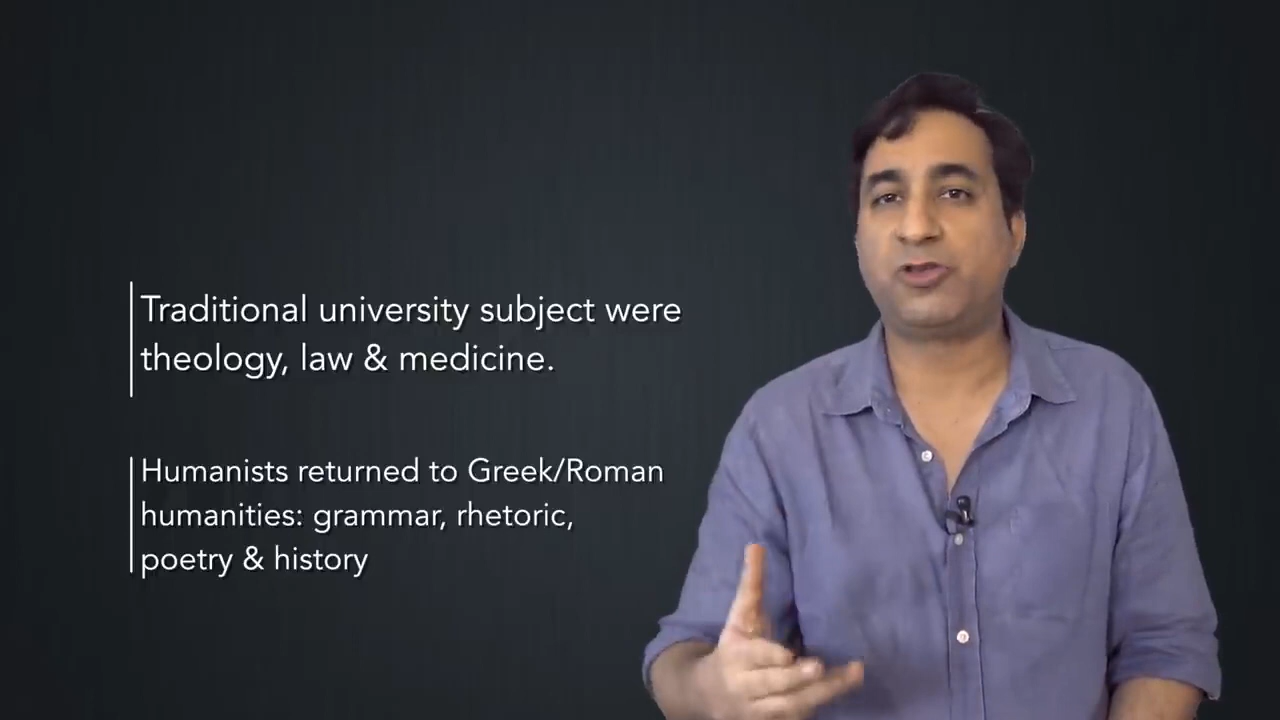 Traditional university subject were
theology, law & medicine.
Humanists returned to Greek/Roman
humanities: grammar, rhetoric,
poetry & history